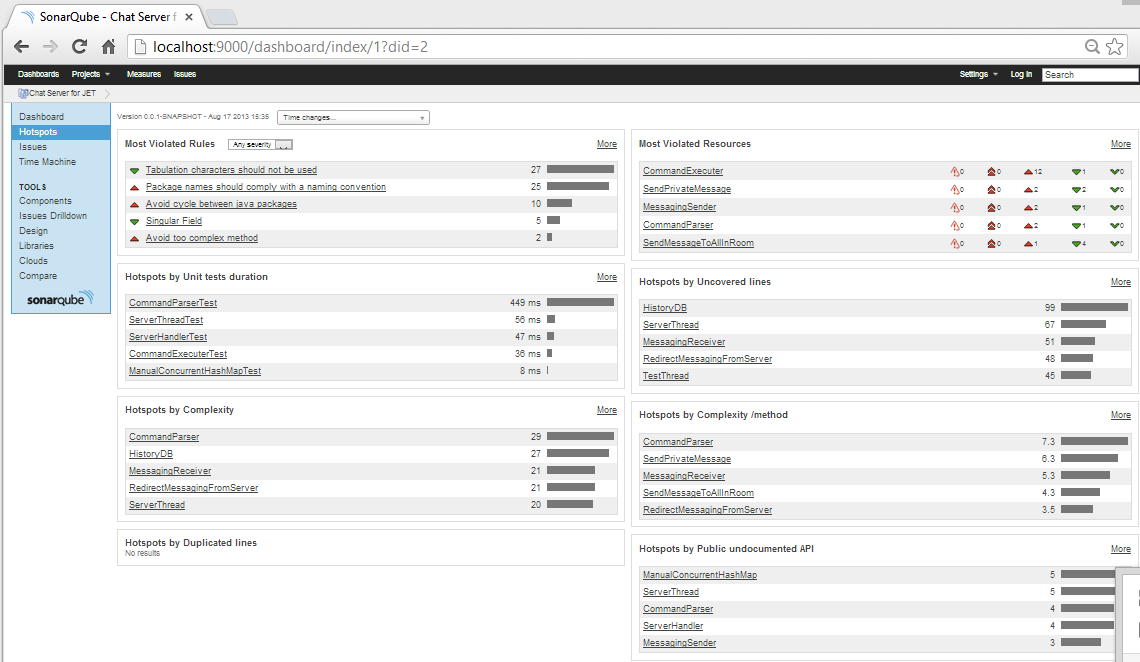 SonarQube - Chat Server f
localhost:9000/dashboard/index/1?did=2
Dashboards Projects Measures Issues Settings Log In Search
Chat Server for JET
Dashboard
Hotspots
Issues
Time Machine
TOOLS
Components
Issues Drilldown
Design
Libraries
Clouds
Compare
sonarqube
Version 0.0.1-SNAPSHOT - Aug 17 2013 15:35 Time changes...
Most Violated Rules Any severity More
Tabulation characters should not be used 27
Package names should comply with a naming convention 25
Avoid cycle between java packages 10
Singular Field 5
Avoid too complex method 2
Hotspots by Unit tests duration More
CommandParserTest 449 ms
ServerThreadTest 56 ms
ServerHandlerTest 47 ms
CommandExecuterTest 36 ms
ManualConcurrentHashMapTest 8 ms
Hotspots by Complexity More
CommandParser 29
HistoryDB 27
MessagingReceiver 21
RedirectMessagingFromServer 21
ServerThread 20
Hotspots by Duplicated lines
No results
Most Violated Resources More
CommandExecuter 0 0 12 1 0
SendPrivateMessage 0 0 2 2 0
MessagingSender 0 0 2 1 0
CommandParser 0 0 2 1 0
SendMessageToAllInRoom 0 0 1 4 0
Hotspots by Uncovered lines More
HistoryDB 99
ServerThread 67
MessagingReceiver 51
RedirectMessagingFromServer 48
TestThread 45
Hotspots by Complexity /method More
CommandParser 7.3
SendPrivateMessage 6.3
MessagingReceiver 5.3
SendMessageToAllInRoom 4.3
RedirectMessagingFromServer 3.5
Hotspots by Public undocumented API More
ManualConcurrentHashMap 5
ServerThread 5
CommandParser 4
ServerHandler 4
MessagingSender 3